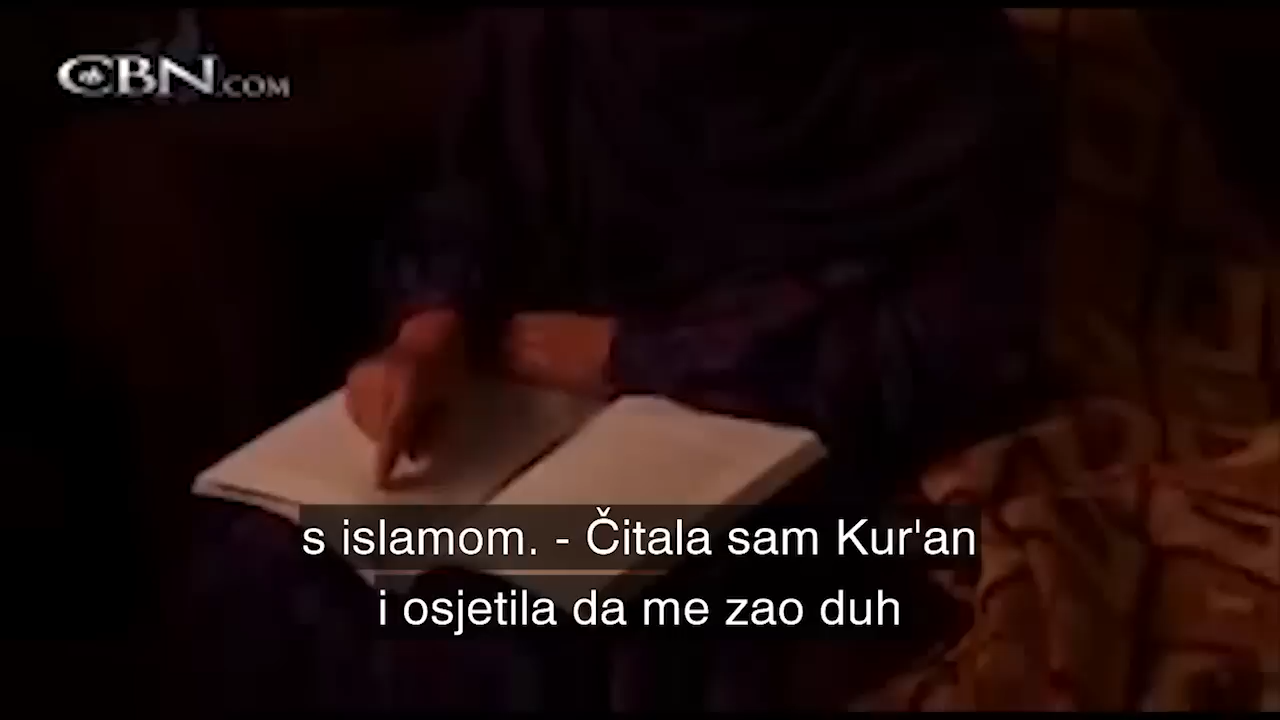 CBN.COM
s islamom. - Čitala sam Kur'an
i osjetila da me zao duh